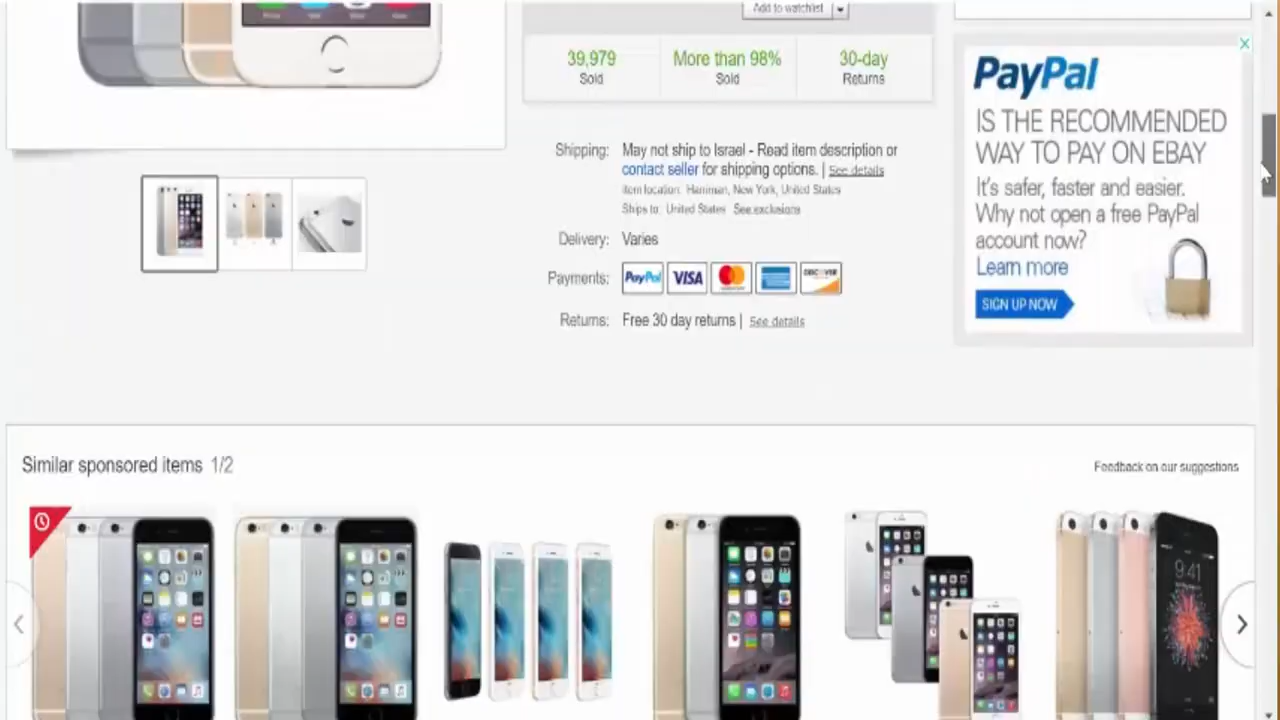 Add to watchlist
39,979 More than 98% 30-day
Sold Sold Returns
Shipping: May not ship to Israel - Read item description or
contact seller for shipping options. | See details
Item location: Harriman, New York, United States
Ships to: United States See exclusions
Delivery: Varies
Payments: PayPal VISA MasterCard DISCOVER
Returns: Free 30 day returns | See details
PayPal
IS THE RECOMMENDED
WAY TO PAY ON EBAY
It's safer, faster and easier.
Why not open a free PayPal
account now?
Learn more
SIGN UP NOW
Similar sponsored items 1/2
Feedback on our suggestions
9:41